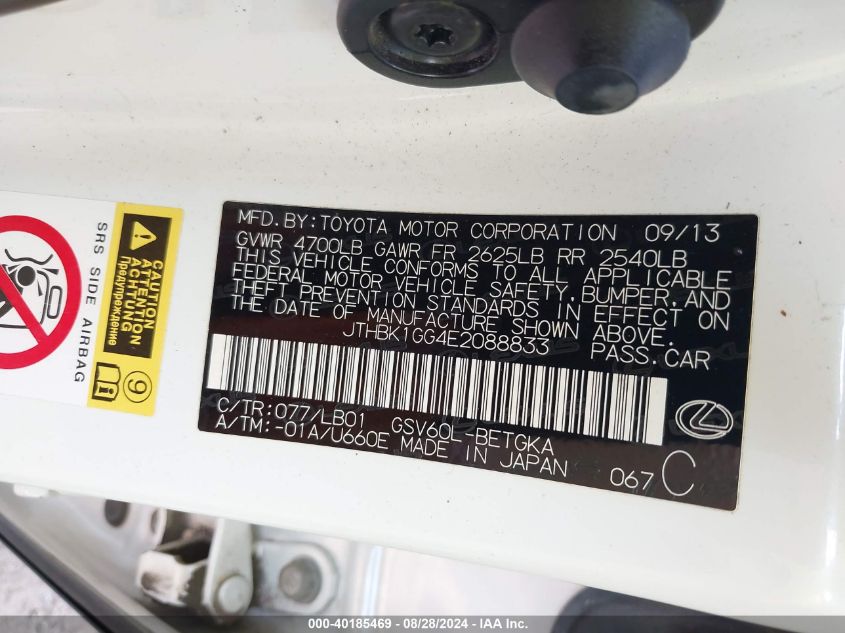 MFD. BY: TOYOTA MOTOR CORPORATION 09/13
GVWR 4700LB GAWR FR 2625LB RR 2540LB
THIS VEHICLE CONFORMS TO ALL APPLICABLE
FEDERAL MOTOR VEHICLE SAFETY, BUMPER, AND
THEFT PREVENTION STANDARDS IN EFFECT ON
THE DATE OF MANUFACTURE SHOWN ABOVE.
JTHBK1GG4E2088833 PASS. CAR
C/TR: 077/LB01 GSV60L-BETGKA
A/TM: -01A/U660E MADE IN JAPAN 067 C
SRS SIDE AIRBAG
CAUTION
ATTENTION
ACHTUNG
Предупреждение
9
000-40185469 - 08/28/2024 - IAA Inc.